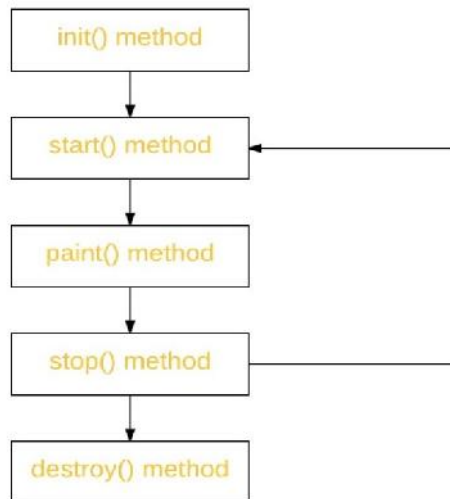 init() method
start() method
paint() method
stop() method
destroy() method